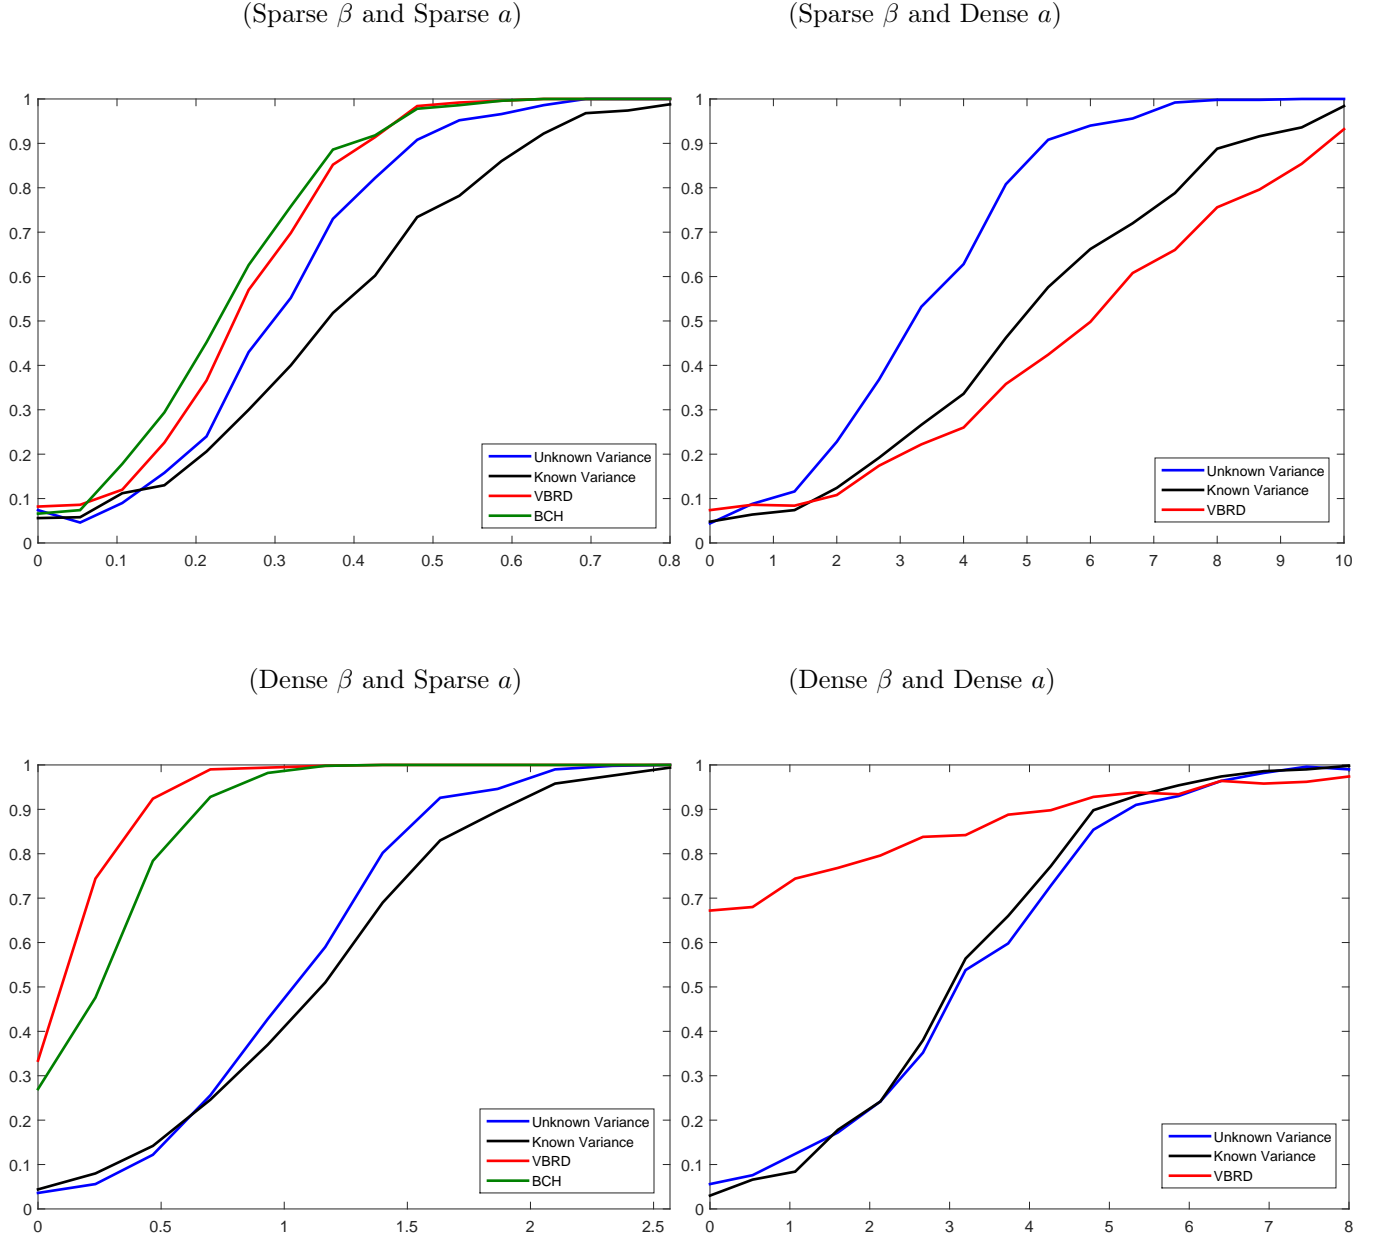 (Sparse β and Sparse a)
(Sparse β and Dense a)
1
0.9
0.8
0.7
0.6
0.5
0.4
0.3
0.2
0.1
0
0 0.1 0.2 0.3 0.4 0.5 0.6 0.7 0.8
Unknown Variance
Known Variance
VBRD
BCH
1
0.9
0.8
0.7
0.6
0.5
0.4
0.3
0.2
0.1
0
0 1 2 3 4 5 6 7 8 9 10
Unknown Variance
Known Variance
VBRD
(Dense β and Sparse a)
(Dense β and Dense a)
1
0.9
0.8
0.7
0.6
0.5
0.4
0.3
0.2
0.1
0
0 0.5 1 1.5 2 2.5
Unknown Variance
Known Variance
VBRD
BCH
1
0.9
0.8
0.7
0.6
0.5
0.4
0.3
0.2
0.1
0
0 1 2 3 4 5 6 7 8
Unknown Variance
Known Variance
VBRD